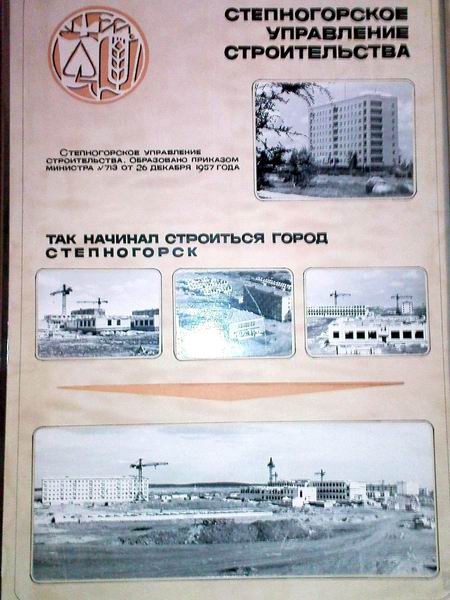 СТЕПНОГОРСКОЕ
УПРАВЛЕНИЕ
СТРОИТЕЛЬСТВА
СТЕПНОГОРСКОЕ УПРАВЛЕНИЕ
СТРОИТЕЛЬСТВА. ОБРАЗОВАНО ПРИКАЗОМ
МИНИСТРА №713 ОТ 26 ДЕКАБРЯ 1957 ГОДА
ТАК НАЧИНАЛ СТРОИТЬСЯ ГОРОД
СТЕПНОГОРСК